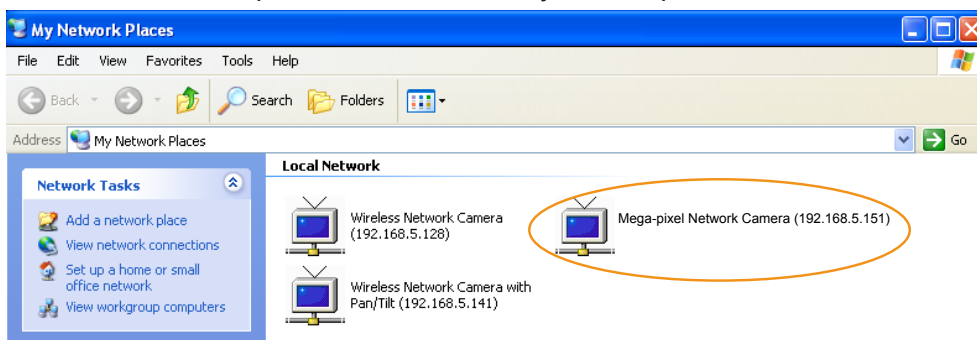 My Network Places
File Edit View Favorites Tools Help
Back Search Folders
Address My Network Places Go
Local Network
Network Tasks
Add a network place
View network connections
Set up a home or small
office network
View workgroup computers
Wireless Network Camera
(192.168.5.128)
Mega-pixel Network Camera (192.168.5.151)
Wireless Network Camera with
Pan/Tilt (192.168.5.141)